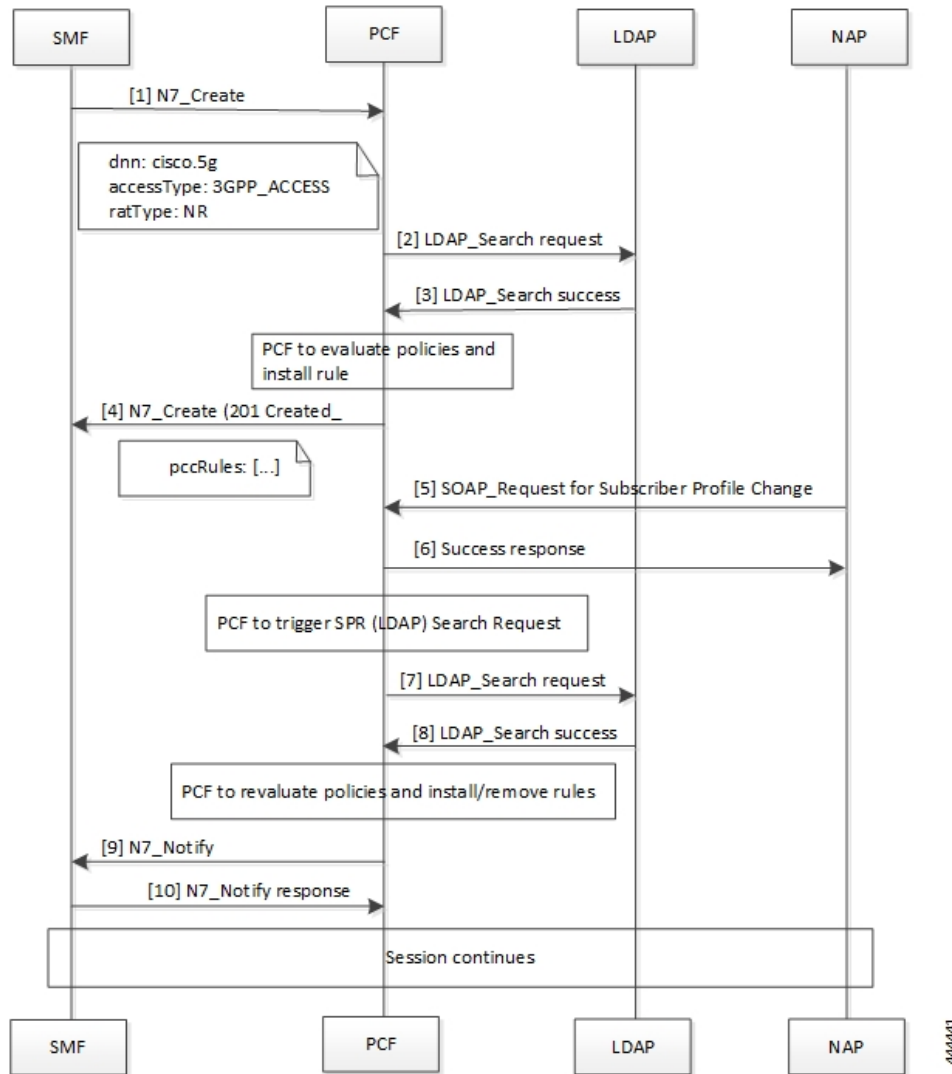 SMF
PCF
LDAP
NAP
[1] N7_Create
dnn: cisco.5g
accessType: 3GPP_ACCESS
ratType: NR
[2] LDAP_Search request
[3] LDAP_Search success
PCF to evaluate policies and
install rule
[4] N7_Create (201 Created_
pccRules: [...]
[5] SOAP_Request for Subscriber Profile Change
[6] Success response
PCF to trigger SPR (LDAP) Search Request
[7] LDAP_Search request
[8] LDAP_Search success
PCF to revaluate policies and install/remove rules
[9] N7_Notify
[10] N7_Notify response
Session continues
SMF
PCF
LDAP
NAP
444441